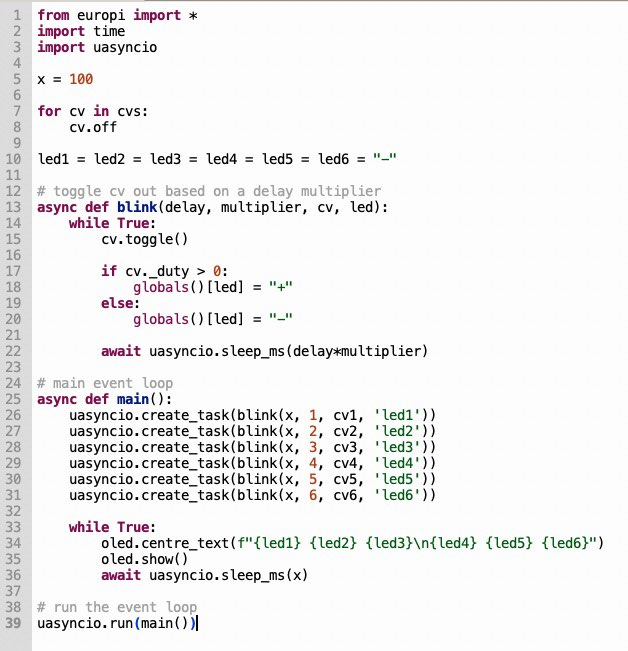 1 from europi import *
2 import time
3 import uasyncio
4
5 x = 100
6
7 for cv in cvs:
8     cv.off
9
10 led1 = led2 = led3 = led4 = led5 = led6 = "-"
11
12 # toggle cv out based on a delay multiplier
13 async def blink(delay, multiplier, cv, led):
14     while True:
15         cv.toggle()
16
17         if cv._duty > 0:
18             globals()[led] = "+"
19         else:
20             globals()[led] = "-"
21
22         await uasyncio.sleep_ms(delay*multiplier)
23
24 # main event loop
25 async def main():
26     uasyncio.create_task(blink(x, 1, cv1, 'led1'))
27     uasyncio.create_task(blink(x, 2, cv2, 'led2'))
28     uasyncio.create_task(blink(x, 3, cv3, 'led3'))
29     uasyncio.create_task(blink(x, 4, cv4, 'led4'))
30     uasyncio.create_task(blink(x, 5, cv5, 'led5'))
31     uasyncio.create_task(blink(x, 6, cv6, 'led6'))
32
33     while True:
34         oled.centre_text(f"{led1} {led2} {led3}\n{led4} {led5} {led6}")
35         oled.show()
36         await uasyncio.sleep_ms(x)
37
38 # run the event loop
39 uasyncio.run(main())